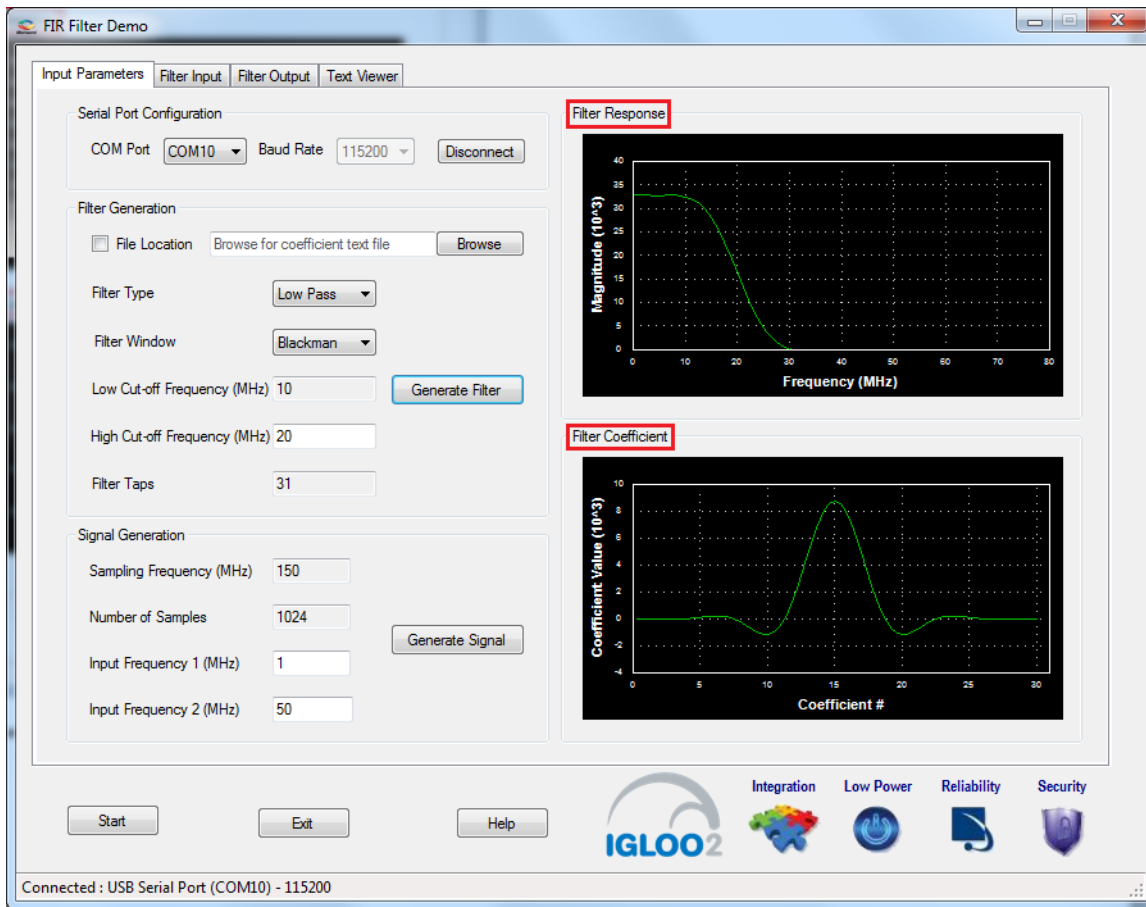 FIR Filter Demo
Input Parameters
Filter Input
Filter Output
Text Viewer
Serial Port Configuration
COM Port COM10 Baud Rate 115200 Disconnect
Filter Generation
File Location Browse for coefficient text file Browse
Filter Type Low Pass
Filter Window Blackman
Low Cut-off Frequency (MHz) 10 Generate Filter
High Cut-off Frequency (MHz) 20
Filter Taps 31
Signal Generation
Sampling Frequency (MHz) 150
Number of Samples 1024
Generate Signal
Input Frequency 1 (MHz) 1
Input Frequency 2 (MHz) 50
Filter Response
Magnitude (10^3)
40
35
30
25
20
15
10
5
0
0 10 20 30 40 50 60 70 80
Frequency (MHz)
Filter Coefficient
Coefficient Value (10^3)
10
8
6
4
2
0
-2
-4
0 5 10 15 20 25 30
Coefficient #
Start
Exit
Help
IGLOO2
Integration
Low Power
Reliability
Security
Connected : USB Serial Port (COM10) - 115200